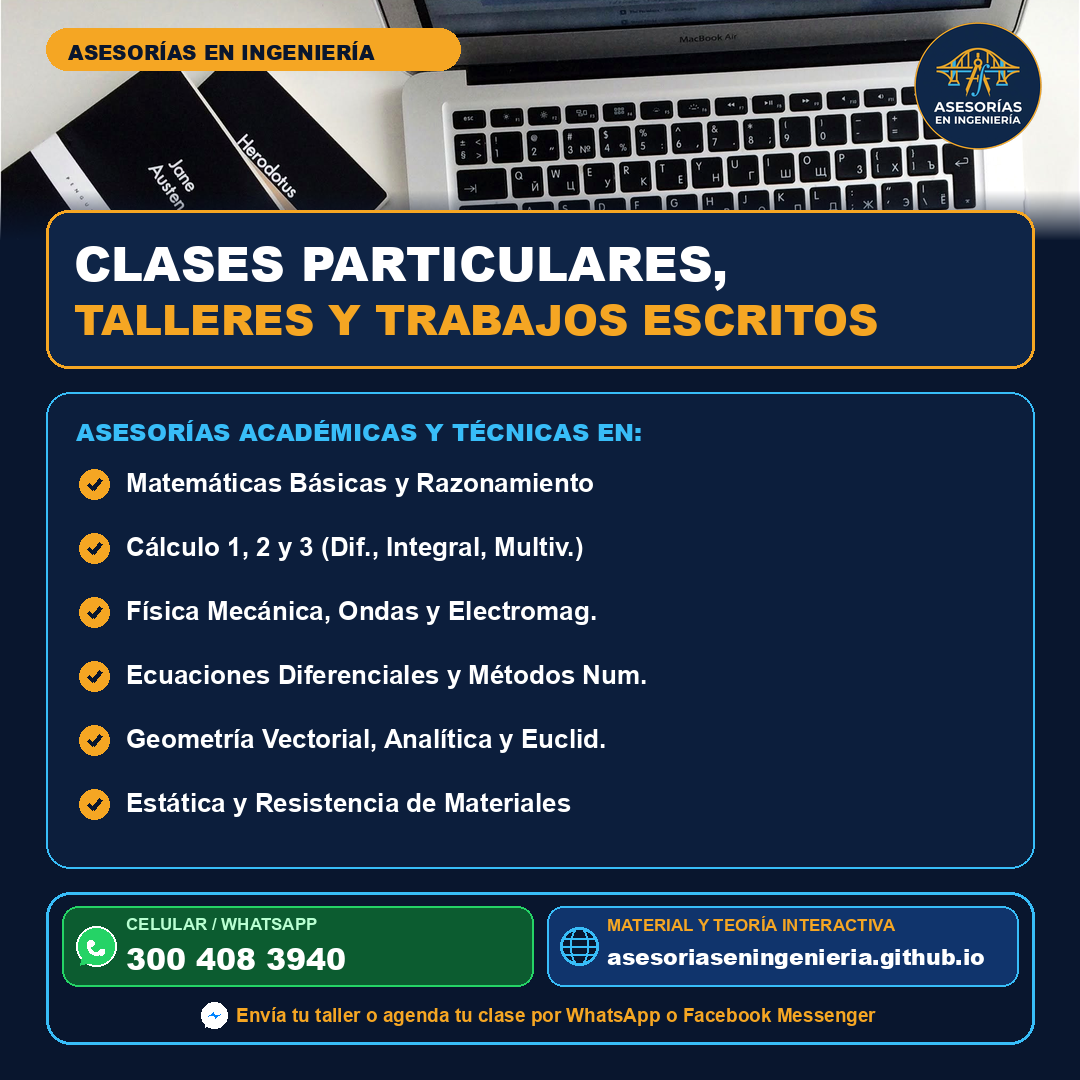 ASESORÍAS EN INGENIERÍA
MacBook Air
ASESORÍAS
EN INGENIERÍA
Jane
Austen
Herodotus
esc
Q W E R T Y U I O P
CLASES PARTICULARES,
TALLERES Y TRABAJOS ESCRITOS
ASESORÍAS ACADÉMICAS Y TÉCNICAS EN:
Matemáticas Básicas y Razonamiento
Cálculo 1, 2 y 3 (Dif., Integral, Multiv.)
Física Mecánica, Ondas y Electromag.
Ecuaciones Diferenciales y Métodos Num.
Geometría Vectorial, Analítica y Euclid.
Estática y Resistencia de Materiales
CELULAR / WHATSAPP
300 408 3940
MATERIAL Y TEORÍA INTERACTIVA
asesoriaseningenieria.github.io
Envía tu taller o agenda tu clase por WhatsApp o Facebook Messenger